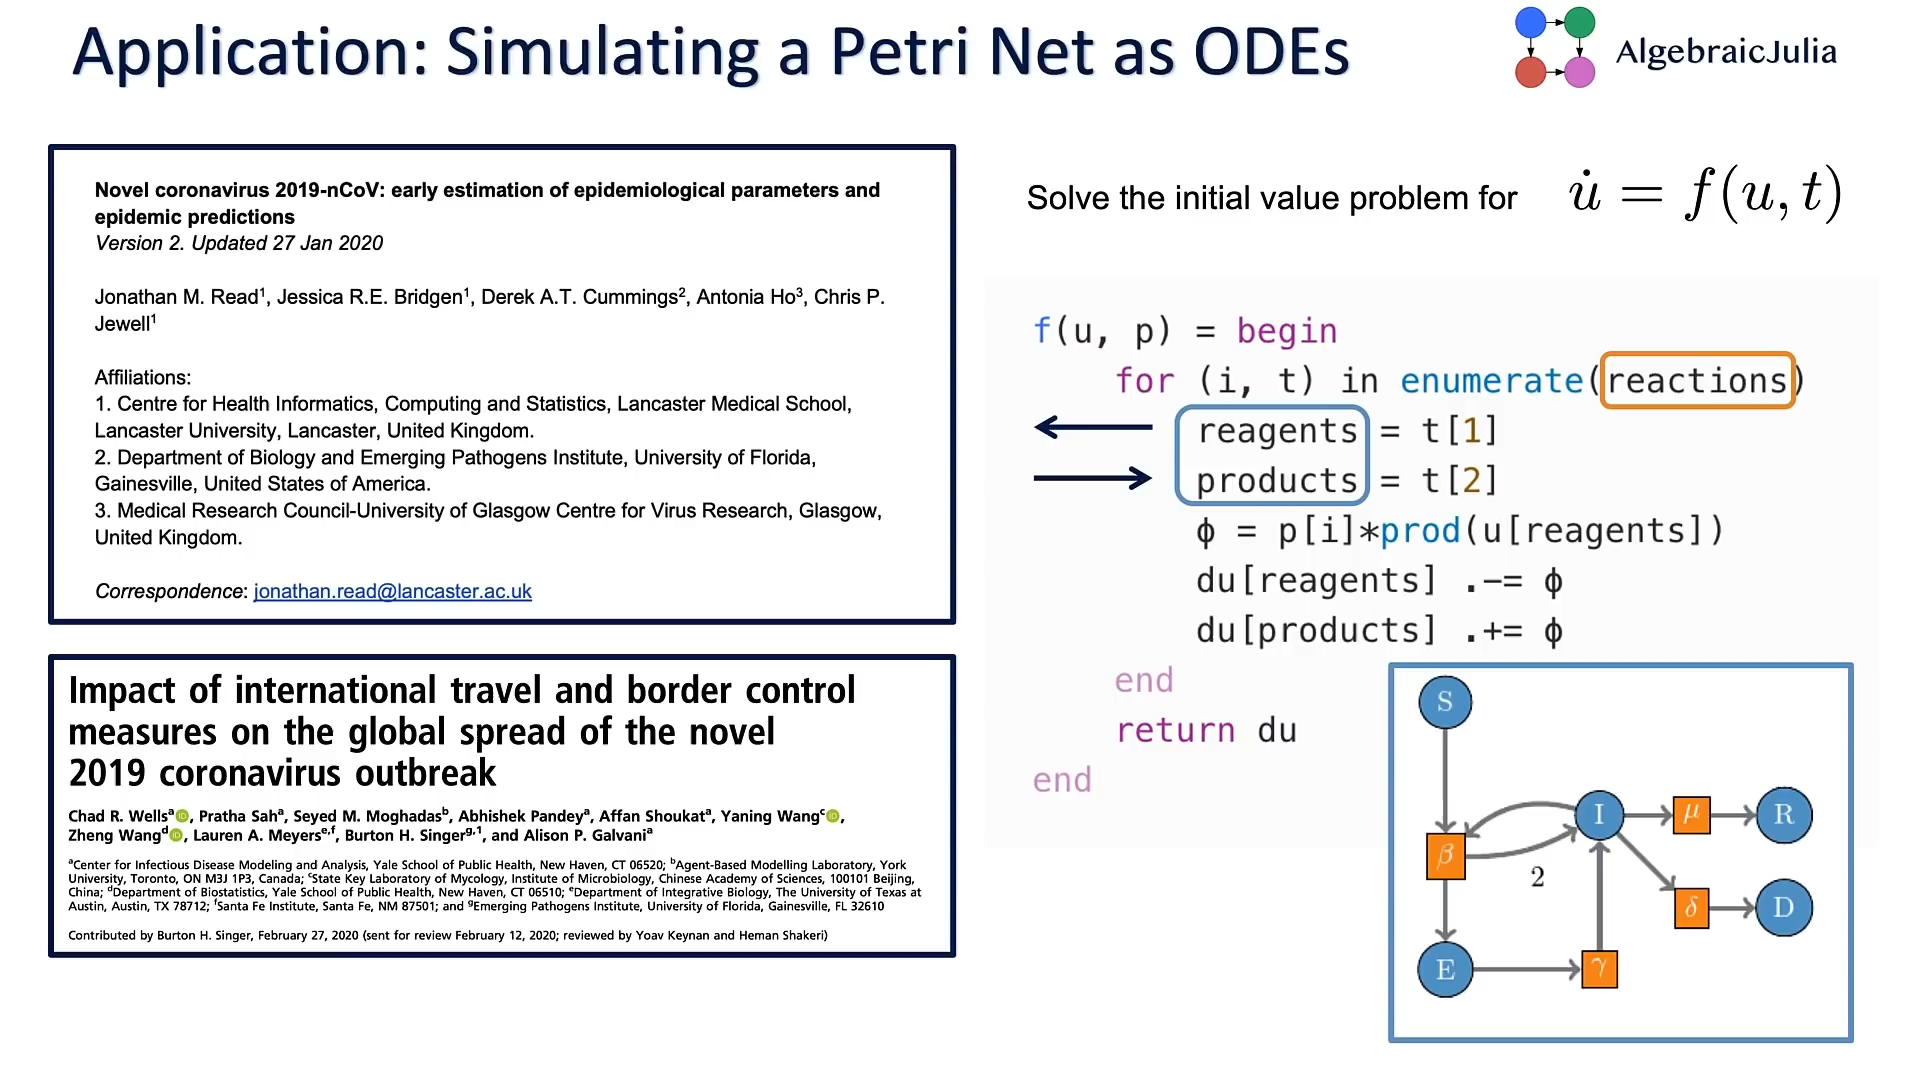 Application: Simulating a Petri Net as ODEs
AlgebraicJulia
Novel coronavirus 2019-nCoV: early estimation of epidemiological parameters and
epidemic predictions
Version 2. Updated 27 Jan 2020
Jonathan M. Read¹, Jessica R.E. Bridgen¹, Derek A.T. Cummings², Antonia Ho³, Chris P.
Jewell¹
Affiliations:
1. Centre for Health Informatics, Computing and Statistics, Lancaster Medical School,
Lancaster University, Lancaster, United Kingdom.
2. Department of Biology and Emerging Pathogens Institute, University of Florida,
Gainesville, United States of America.
3. Medical Research Council-University of Glasgow Centre for Virus Research, Glasgow,
United Kingdom.
Correspondence: jonathan.read@lancaster.ac.uk
Impact of international travel and border control
measures on the global spread of the novel
2019 coronavirus outbreak
Chad R. Wellsᵃ, Pratha Sahᵃ, Seyed M. Moghadasᵇ, Abhishek Pandeyᵃ, Affan Shoukatᵃ, Yaning Wangᶜ,
Zheng Wangᵈ, Lauren A. Meyersᵉ,ᶠ, Burton H. Singerᵍ,¹, and Alison P. Galvaniᵃ
ᵃCenter for Infectious Disease Modeling and Analysis, Yale School of Public Health, New Haven, CT 06520; ᵇAgent-Based Modelling Laboratory, York
University, Toronto, ON M3J 1P3, Canada; ᶜState Key Laboratory of Mycology, Institute of Microbiology, Chinese Academy of Sciences, 100101 Beijing,
China; ᵈDepartment of Biostatistics, Yale School of Public Health, New Haven, CT 06510; ᵉDepartment of Integrative Biology, The University of Texas at
Austin, Austin, TX 78712; ᶠSanta Fe Institute, Santa Fe, NM 87501; and ᵍEmerging Pathogens Institute, University of Florida, Gainesville, FL 32610
Contributed by Burton H. Singer, February 27, 2020 (sent for review February 12, 2020; reviewed by Yoav Keynan and Heman Shakeri)
Solve the initial value problem for u̇ = f(u, t)
f(u, p) = begin
for (i, t) in enumerate(reactions)
reagents = t[1]
products = t[2]
ϕ = p[i]*prod(u[reagents])
du[reagents] .-= ϕ
du[products] .+= ϕ
end
return du
end
S
I
μ
R
β
2
δ
D
E
γ